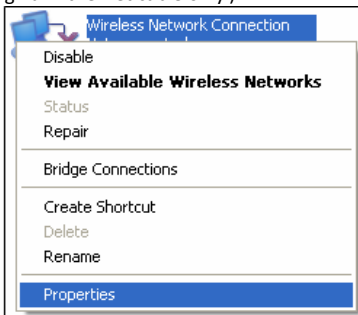 Wireless Network Connection
Disable
View Available Wireless Networks
Status
Repair
Bridge Connections
Create Shortcut
Delete
Rename
Properties